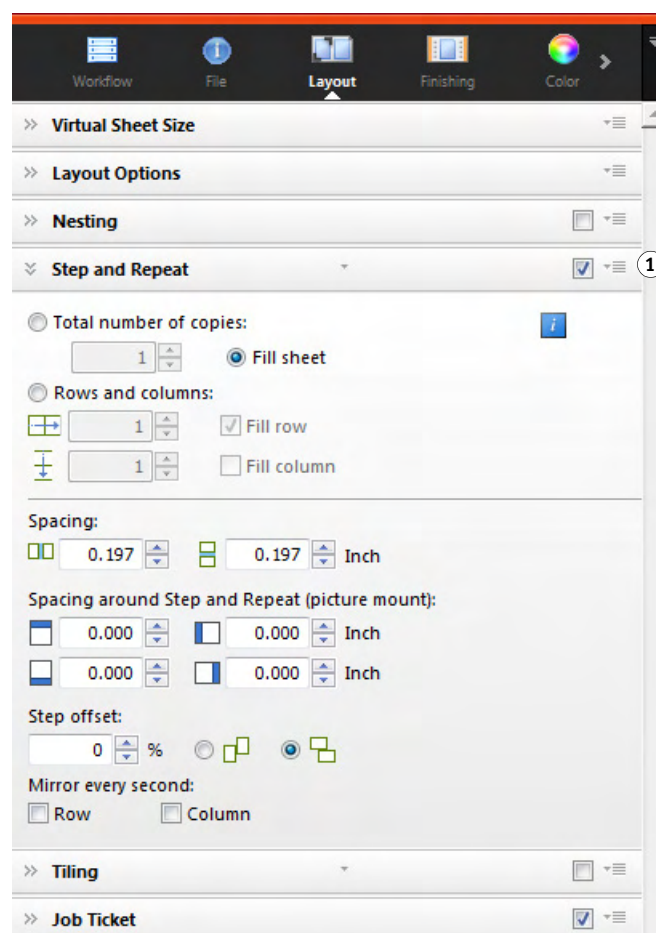 Workflow File Layout Finishing Color
Virtual Sheet Size
Layout Options
Nesting
Step and Repeat 1
Total number of copies: i
1 Fill sheet
Rows and columns:
1 Fill row
1 Fill column
Spacing:
0.197 0.197 Inch
Spacing around Step and Repeat (picture mount):
0.000 0.000 Inch
0.000 0.000 Inch
Step offset:
0 %
Mirror every second:
Row Column
Tiling
Job Ticket